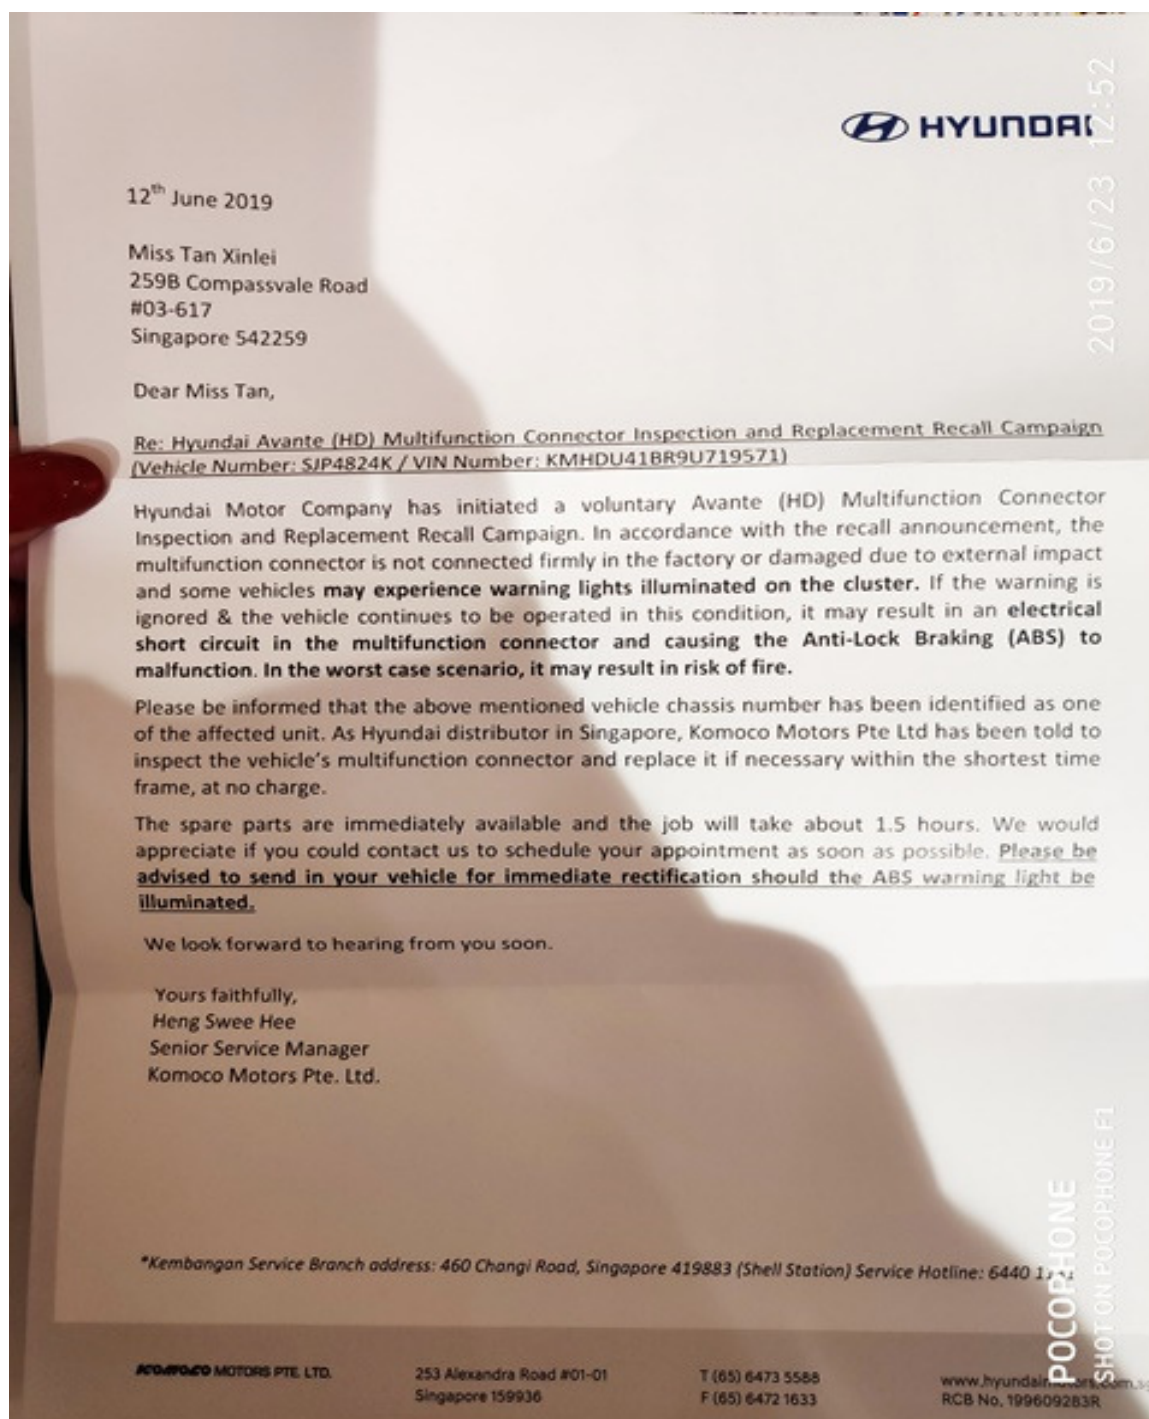 HYUNDAI
12th June 2019
Miss Tan Xinlei
259B Compassvale Road
#03-617
Singapore 542259
Dear Miss Tan,
Re: Hyundai Avante (HD) Multifunction Connector Inspection and Replacement Recall Campaign
(Vehicle Number: SJP4824K / VIN Number: KMHDU41BR9U719571)
Hyundai Motor Company has initiated a voluntary Avante (HD) Multifunction Connector
Inspection and Replacement Recall Campaign. In accordance with the recall announcement, the
multifunction connector is not connected firmly in the factory or damaged due to external impact
and some vehicles may experience warning lights illuminated on the cluster. If the warning is
ignored & the vehicle continues to be operated in this condition, it may result in an electrical
short circuit in the multifunction connector and causing the Anti-Lock Braking (ABS) to
malfunction. In the worst case scenario, it may result in risk of fire.
Please be informed that the above mentioned vehicle chassis number has been identified as one
of the affected unit. As Hyundai distributor in Singapore, Komoco Motors Pte Ltd has been told to
inspect the vehicle's multifunction connector and replace it if necessary within the shortest time
frame, at no charge.
The spare parts are immediately available and the job will take about 1.5 hours. We would
appreciate if you could contact us to schedule your appointment as soon as possible. Please be
advised to send in your vehicle for immediate rectification should the ABS warning light be
illuminated.
We look forward to hearing from you soon.
Yours faithfully,
Heng Swee Hee
Senior Service Manager
Komoco Motors Pte. Ltd.
*Kembangan Service Branch address: 460 Changi Road, Singapore 419883 (Shell Station) Service Hotline: 6440
KOMOCO MOTORS PTE. LTD.
253 Alexandra Road #01-01
Singapore 159936
T (65) 6473 5588
F (65) 6472 1633
www.hyundaimotors.com.sg
RCB No. 199609283R
2019/6/23 12:52
POCOPHONE
SHOT ON POCOPHONE F1